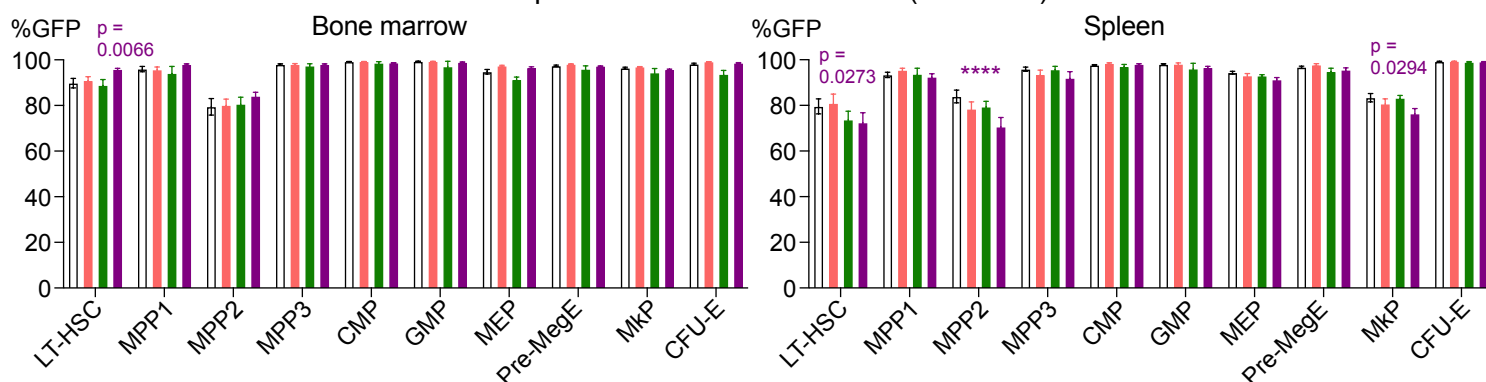 %GFP
p =
0.0066
Bone marrow
100
80
60
40
20
0
LT-HSC
MPP1
MPP2
MPP3
CMP
GMP
MEP
Pre-MegE
MkP
CFU-E
%GFP
p =
0.0273
Spleen
****
p =
0.0294
100
80
60
40
20
0
LT-HSC
MPP1
MPP2
MPP3
CMP
GMP
MEP
Pre-MegE
MkP
CFU-E